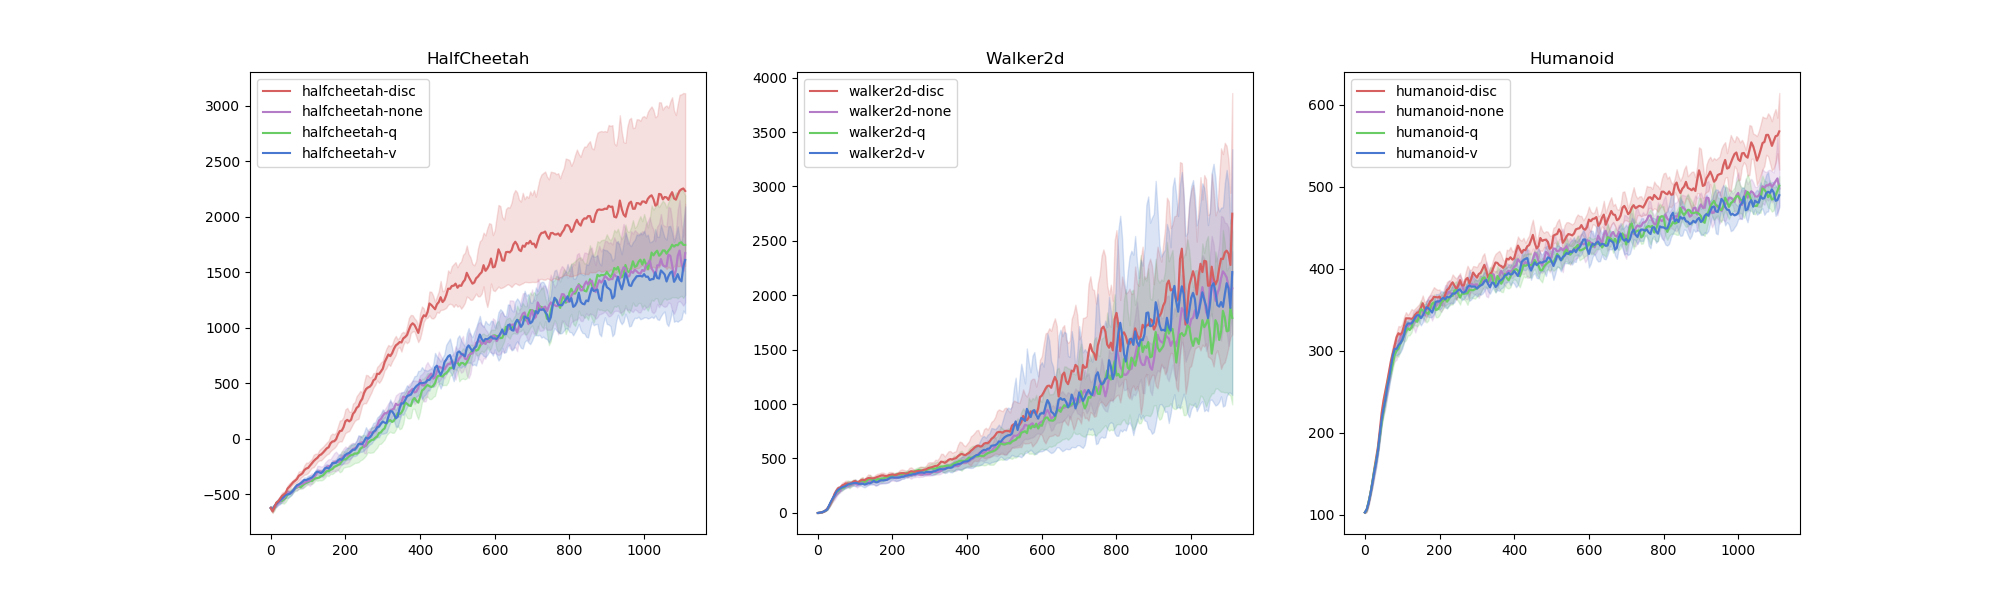 HalfCheetah
halfcheetah-disc
halfcheetah-none
halfcheetah-q
halfcheetah-v
3000
2500
2000
1500
1000
500
0
−500
0 200 400 600 800 1000
Walker2d
walker2d-disc
walker2d-none
walker2d-q
walker2d-v
4000
3500
3000
2500
2000
1500
1000
500
0
0 200 400 600 800 1000
Humanoid
humanoid-disc
humanoid-none
humanoid-q
humanoid-v
600
500
400
300
200
100
0 200 400 600 800 1000